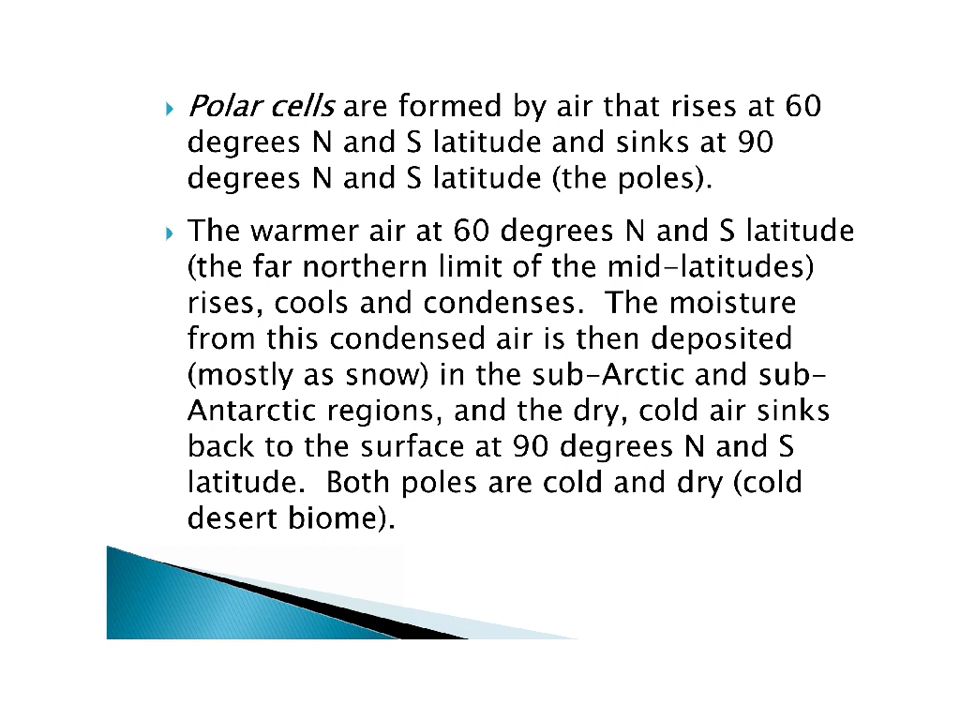 Polar cells are formed by air that rises at 60
degrees N and S latitude and sinks at 90
degrees N and S latitude (the poles).
The warmer air at 60 degrees N and S latitude
(the far northern limit of the mid-latitudes)
rises, cools and condenses.  The moisture
from this condensed air is then deposited
(mostly as snow) in the sub-Arctic and sub-
Antarctic regions, and the dry, cold air sinks
back to the surface at 90 degrees N and S
latitude.  Both poles are cold and dry (cold
desert biome).